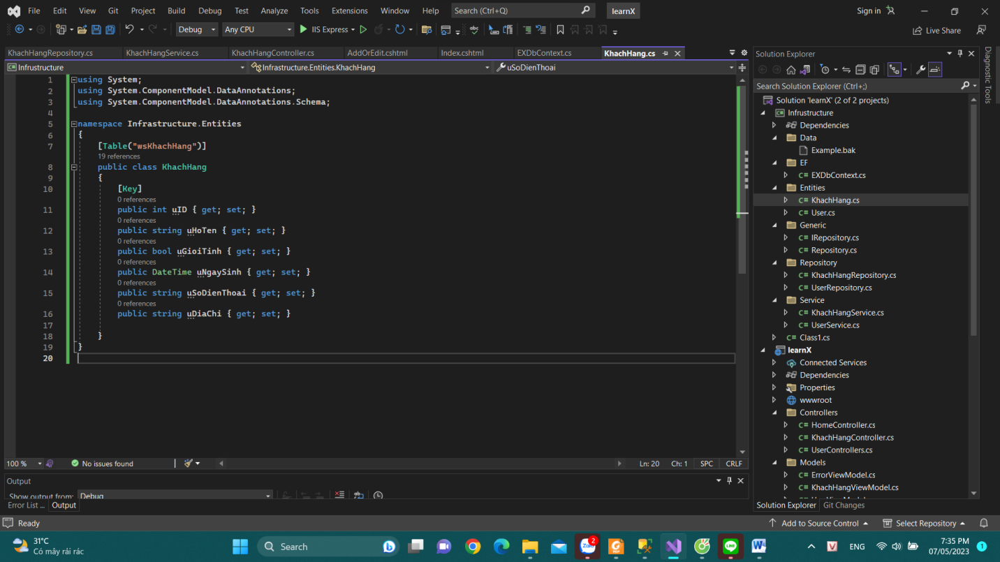 File Edit View Git Project Build Debug Test Analyze Tools Extensions Window Help Search (Ctrl+Q) learnX Sign in
Debug Any CPU IIS Express Live Share
KhachHangRepository.cs KhachHangService.cs KhachHangController.cs AddOrEdit.cshtml Index.cshtml EXDbContext.cs KhachHang.cs
Infrastructure Infrastructure.Entities.KhachHang uSoDienThoai
1 using System;
2 using System.ComponentModel.DataAnnotations;
3 using System.ComponentModel.DataAnnotations.Schema;
4
5 namespace Infrastructure.Entities
6 {
7 [Table("wsKhachHang")]
19 references
8 public class KhachHang
9 {
10 [Key]
0 references
11 public int uID { get; set; }
0 references
12 public string uHoTen { get; set; }
0 references
13 public bool uGioiTinh { get; set; }
0 references
14 public DateTime uNgaySinh { get; set; }
0 references
15 public string uSoDienThoai { get; set; }
0 references
16 public string uDiaChi { get; set; }
17
18 }
19 }
20
100 % No issues found Ln: 20 Ch: 1 SPC CRLF
Output
Show output from: Debug
Error List ... Output
Solution Explorer
Search Solution Explorer (Ctrl+;)
Solution 'learnX' (2 of 2 projects)
Infrastructure
Dependencies
Data
Example.bak
EF
C# EXDbContext.cs
Entities
C# KhachHang.cs
C# User.cs
Generic
C# IRepository.cs
C# Repository.cs
Repository
C# KhachHangRepository.cs
C# UserRepository.cs
Service
C# KhachHangService.cs
C# UserService.cs
C# Class1.cs
learnX
Connected Services
Dependencies
Properties
wwwroot
Controllers
C# HomeController.cs
C# KhachHangController.cs
C# UserControllers.cs
Models
C# ErrorViewModel.cs
C# KhachHangViewModel.cs
Solution Explorer Git Changes
Diagnostic Tools
Ready Add to Source Control Select Repository
31°C
Có mây rải rác
Search
Zalo 2
LINE
V ENG
7:35 PM
07/05/2023
1